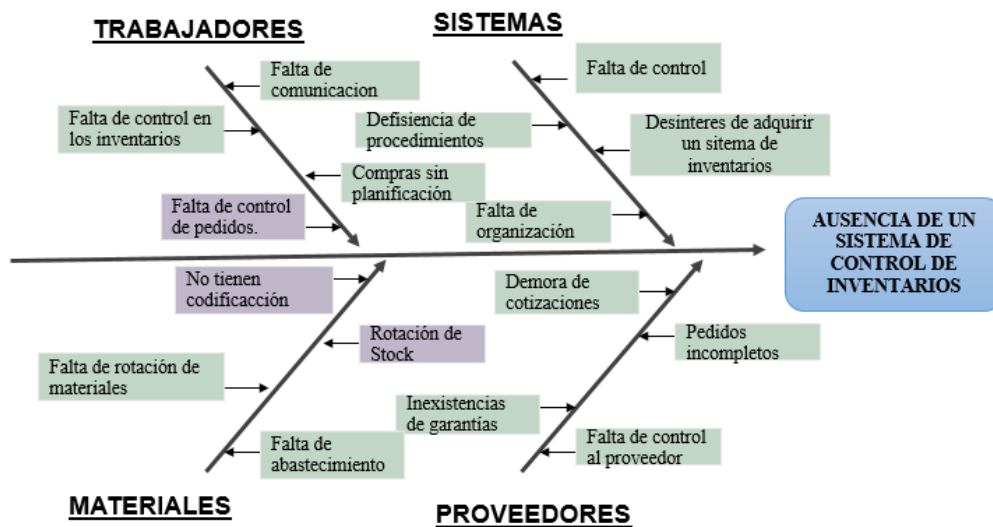 TRABAJADORES
SISTEMAS
Falta de
comunicacion
Falta de control en
los inventarios
Compras sin
planificación
Falta de control
de pedidos.
Falta de control
Defisiencia de
procedimientos
Desinteres de adquirir
un sitema de
inventarios
Falta de
organización
AUSENCIA DE UN
SISTEMA DE
CONTROL DE
INVENTARIOS
No tienen
codificacción
Rotación de
Stock
Falta de rotación de
materiales
Falta de
abastecimiento
Demora de
cotizaciones
Pedidos
incompletos
Inexistencias
de garantías
Falta de control
al proveedor
MATERIALES
PROVEEDORES